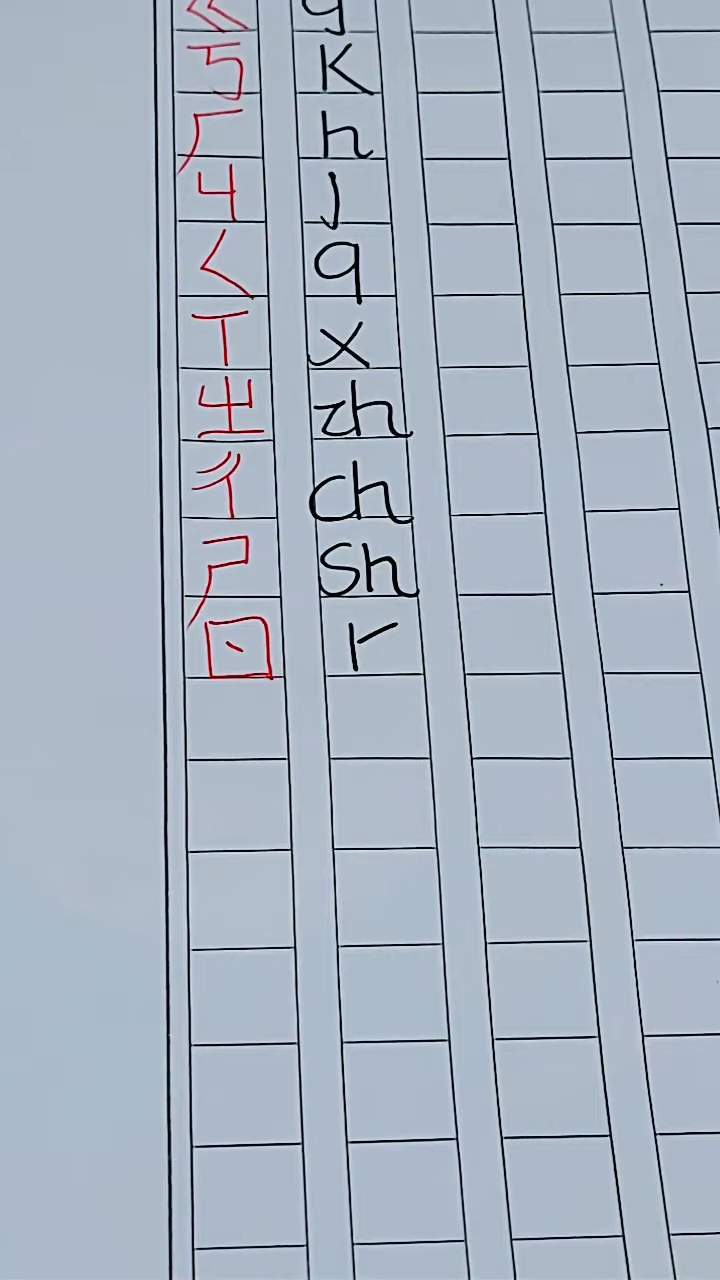 ㄍ g
ㄎ K
ㄏ h
ㄐ j
ㄑ q
ㄒ x
ㄓ zh
ㄔ ch
ㄕ sh
ㄖ r